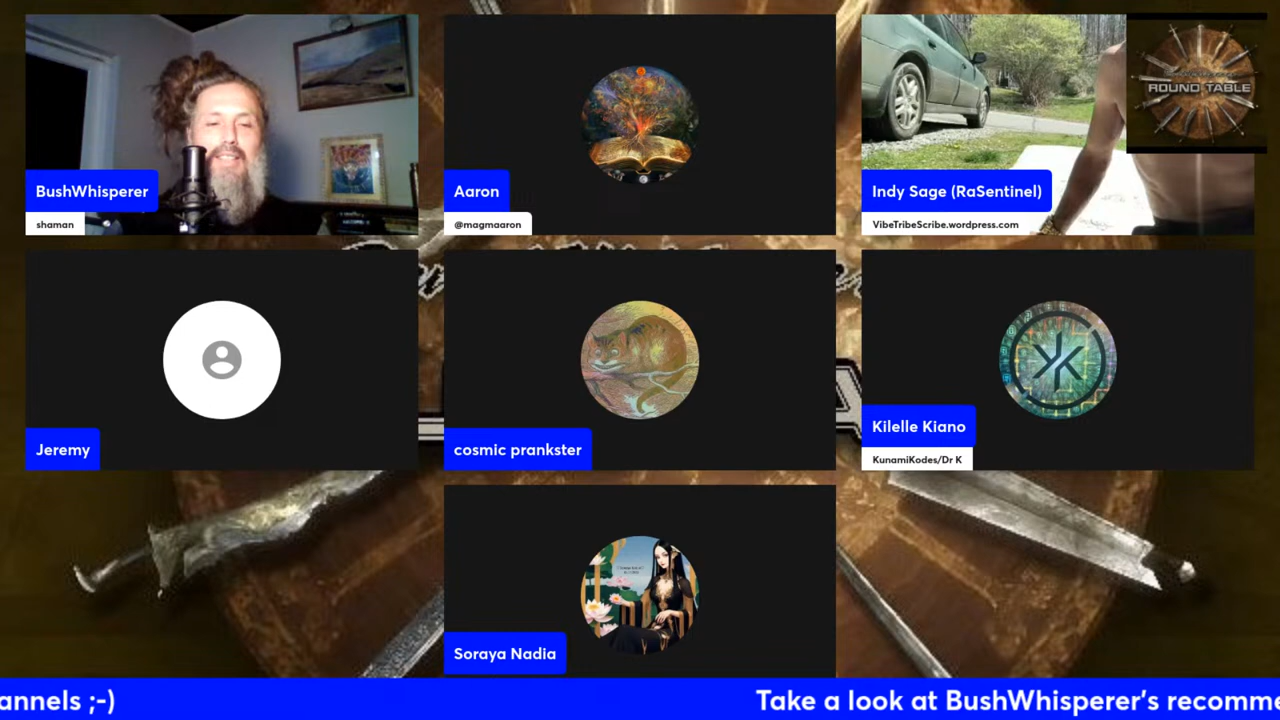 BushWhisperer
shaman
Aaron
@magmaaron
Indy Sage (RaSentinel)
VibeTribeScribe.wordpress.com
ROUND TABLE
Jeremy
cosmic prankster
Kilelle Kiano
KunamiKodes/Dr K
Soraya Nadia
annels ;-)
Take a look at BushWhisperer's recomme